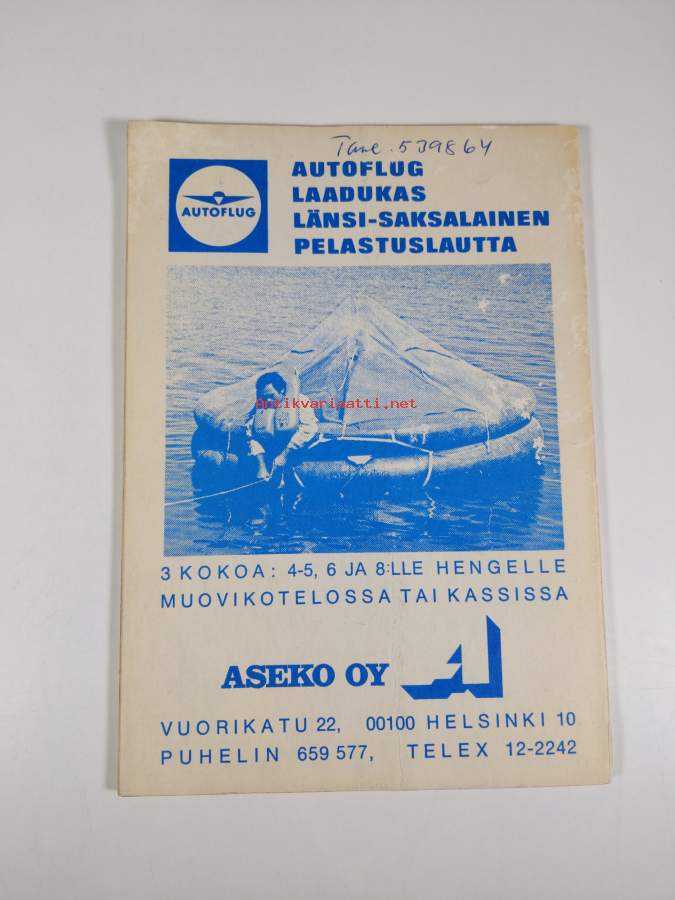 Tane. 539864
AUTOFLUG
AUTOFLUG
LAADUKAS
LÄNSI-SAKSALAINEN
PELASTUSLAUTTA
antikvariaatti.net
3 KOKOA: 4-5, 6 JA 8:LLE HENGELLE
MUOVIKOTELOSSA TAI KASSISSA
ASEKO OY
VUORIKATU 22, 00100 HELSINKI 10
PUHELIN 659 577, TELEX 12-2242